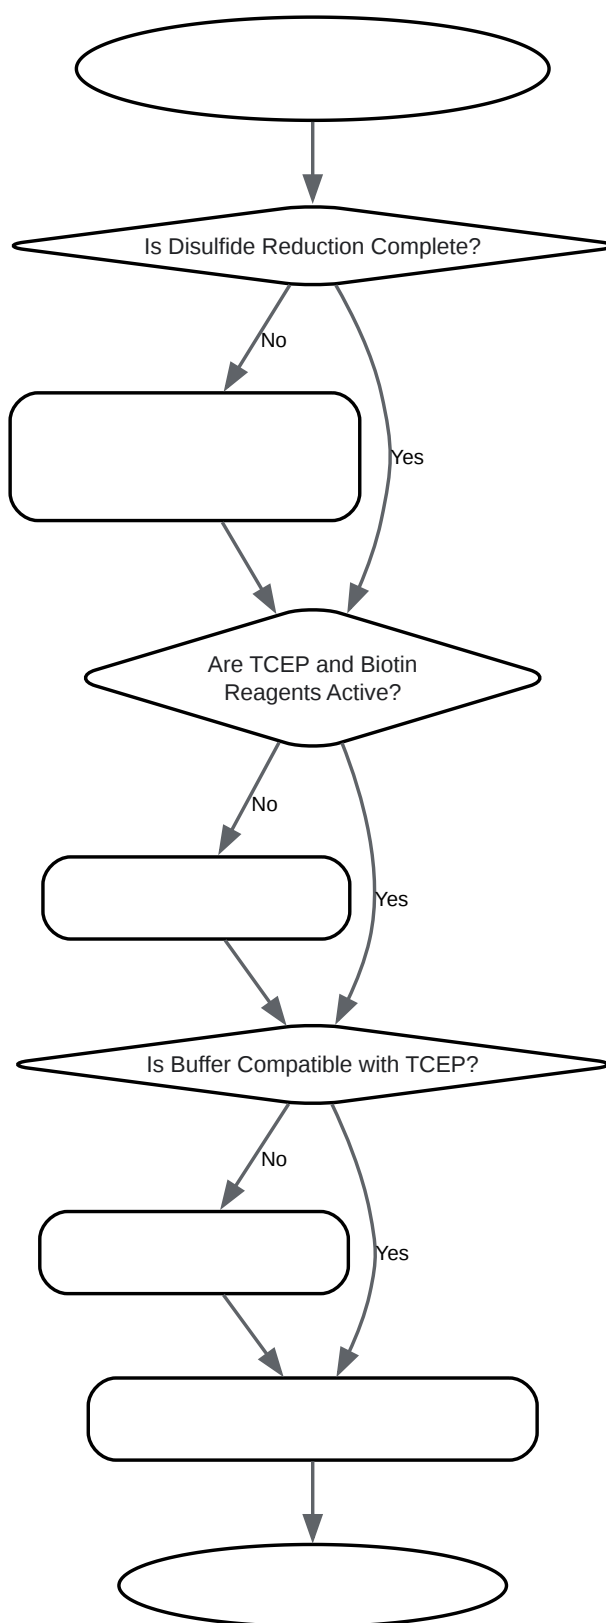 Is Disulfide Reduction Complete?
No
Yes
Are TCEP and Biotin
Reagents Active?
No
Yes
Is Buffer Compatible with TCEP?
No
Yes